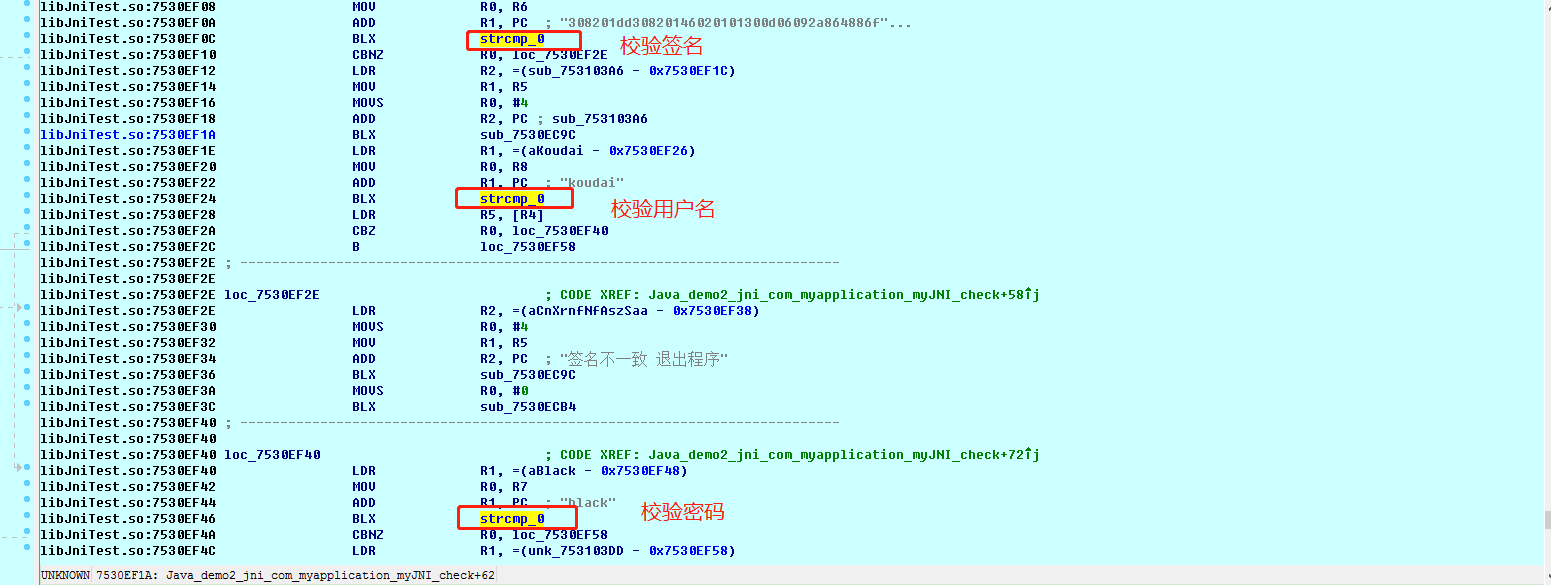 libJniTest.so:7530EF08 MOV R0, R6
libJniTest.so:7530EF0A ADD R1, PC ; "308201dd30820146020101300d06092a864886f"...
libJniTest.so:7530EF0C BLX strcmp_0 校验签名
libJniTest.so:7530EF10 CBNZ R0, loc_7530EF2E
libJniTest.so:7530EF12 LDR R2, =(sub_753103A6 - 0x7530EF1C)
libJniTest.so:7530EF14 MOV R1, R5
libJniTest.so:7530EF16 MOVS R0, #4
libJniTest.so:7530EF18 ADD R2, PC ; sub_753103A6
libJniTest.so:7530EF1A BLX sub_7530EC9C
libJniTest.so:7530EF1E LDR R1, =(aKoudai - 0x7530EF26)
libJniTest.so:7530EF20 MOV R0, R8
libJniTest.so:7530EF22 ADD R1, PC ; "koudai"
libJniTest.so:7530EF24 BLX strcmp_0 校验用户名
libJniTest.so:7530EF28 LDR R5, [R4]
libJniTest.so:7530EF2A CBZ R0, loc_7530EF40
libJniTest.so:7530EF2C B loc_7530EF58
libJniTest.so:7530EF2E ; ---------------------------------------------------------------------------
libJniTest.so:7530EF2E
libJniTest.so:7530EF2E loc_7530EF2E ; CODE XREF: Java_demo2_jni_com_myapplication_myJNI_check+58↑j
libJniTest.so:7530EF2E LDR R2, =(aCnXrnfNfAszSaa - 0x7530EF38)
libJniTest.so:7530EF30 MOVS R0, #4
libJniTest.so:7530EF32 MOV R1, R5
libJniTest.so:7530EF34 ADD R2, PC ; "签名不一致 退出程序"
libJniTest.so:7530EF36 BLX sub_7530EC9C
libJniTest.so:7530EF3A MOVS R0, #0
libJniTest.so:7530EF3C BLX sub_7530ECB4
libJniTest.so:7530EF40 ; ---------------------------------------------------------------------------
libJniTest.so:7530EF40
libJniTest.so:7530EF40 loc_7530EF40 ; CODE XREF: Java_demo2_jni_com_myapplication_myJNI_check+72↑j
libJniTest.so:7530EF40 LDR R1, =(aBlack - 0x7530EF48)
libJniTest.so:7530EF42 MOV R0, R7
libJniTest.so:7530EF44 ADD R1, PC ; "black"
libJniTest.so:7530EF46 BLX strcmp_0 校验密码
libJniTest.so:7530EF4A CBNZ R0, loc_7530EF58
libJniTest.so:7530EF4C LDR R1, =(unk_753103DD - 0x7530EF58)
UNKNOWN 7530EF1A: Java_demo2_jni_com_myapplication_myJNI_check+62